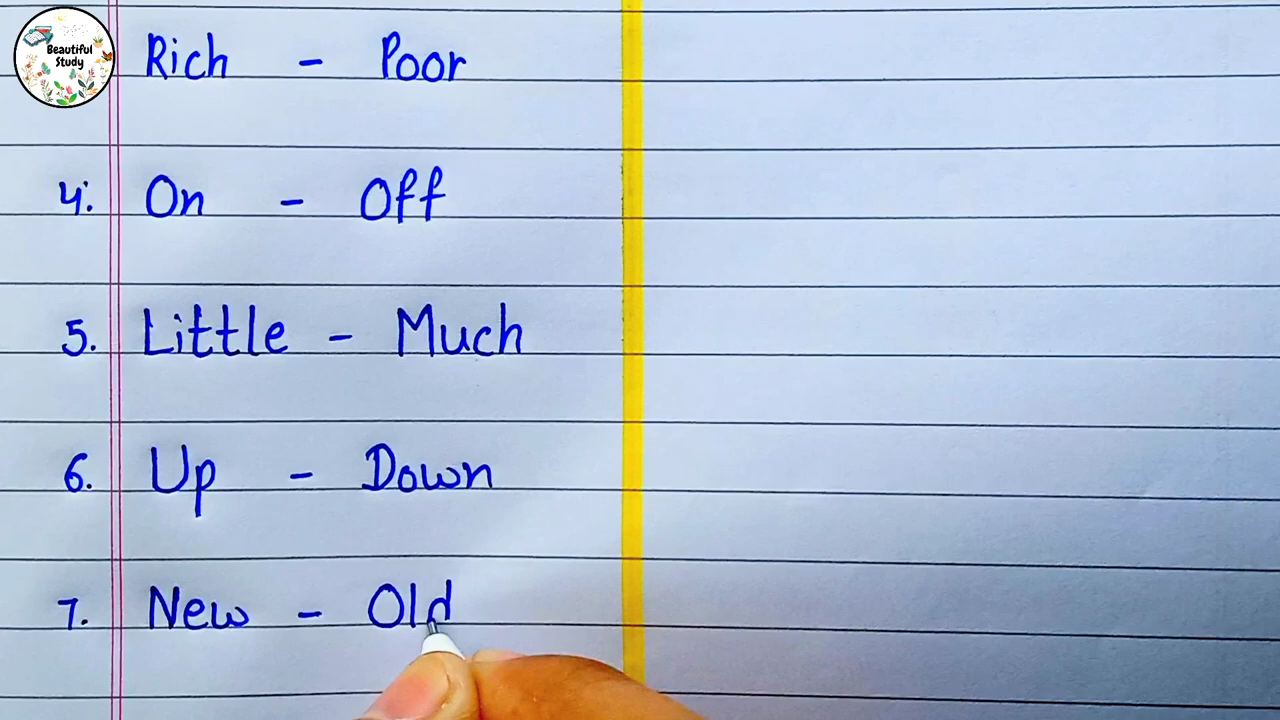 Beautiful
Study
Rich - Poor
4. On - Off
5. Little - Much
6. Up - Down
7. New - Old